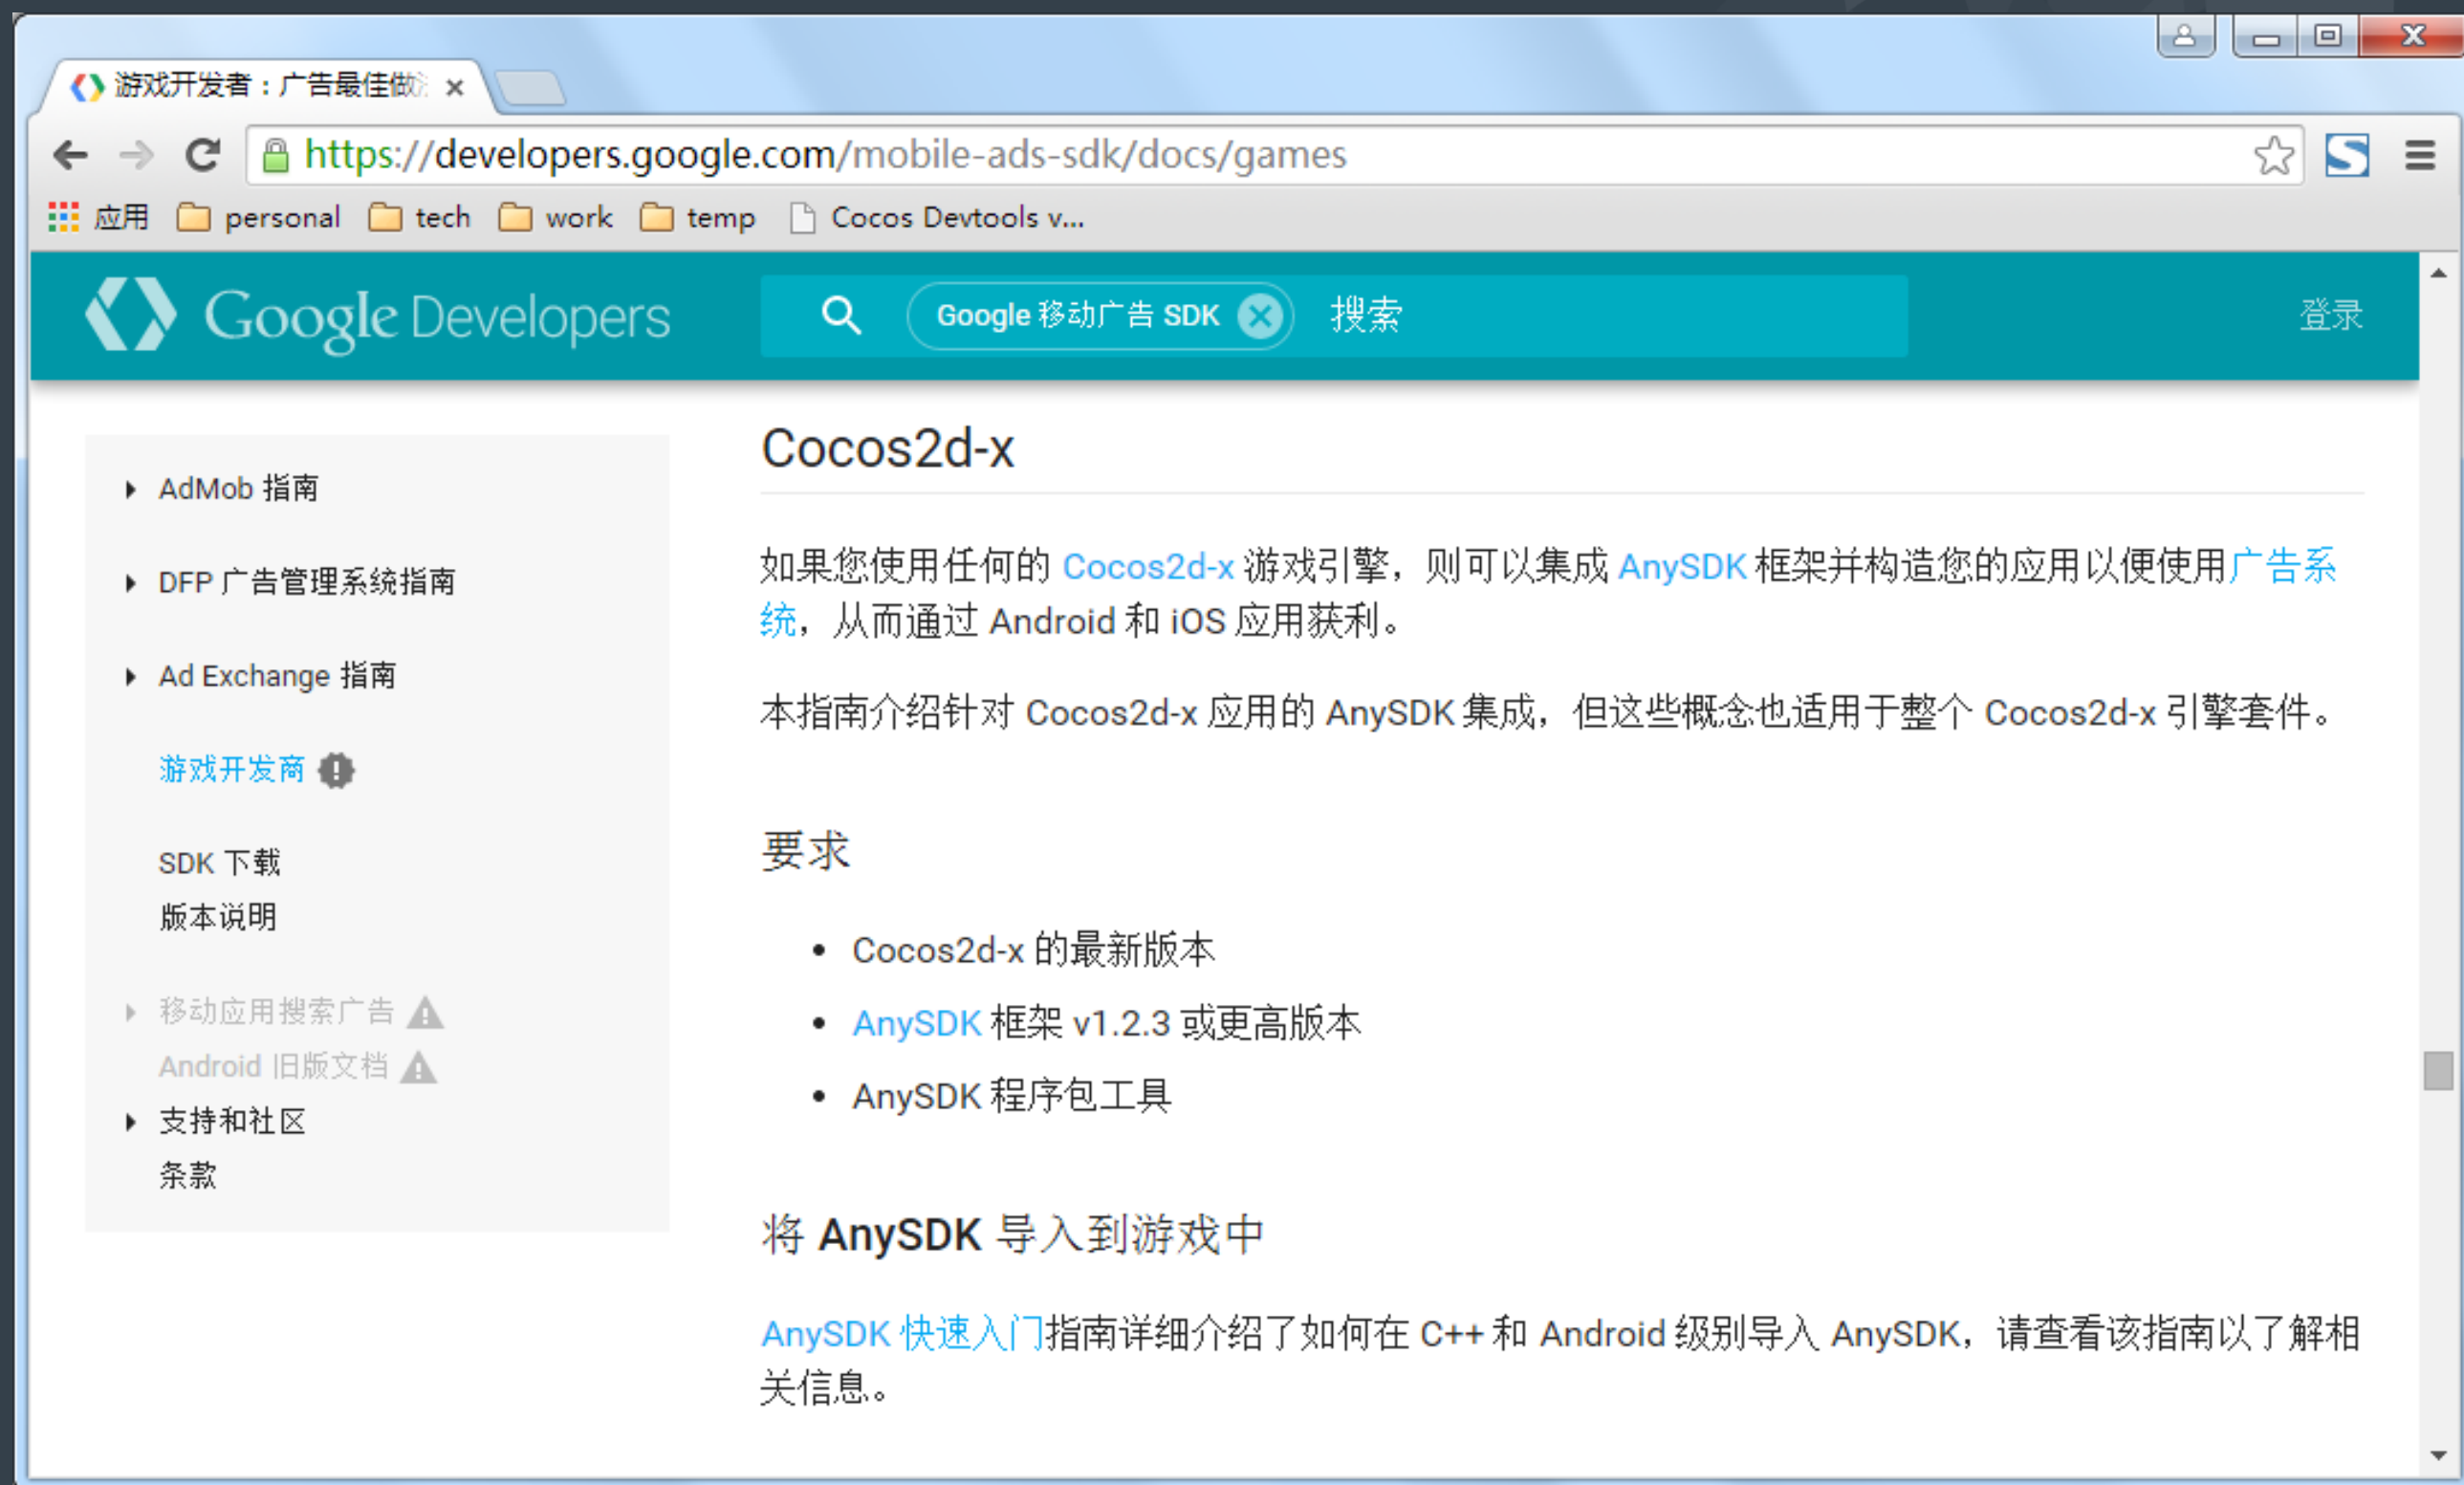 游戏开发者：广告最佳做
https://developers.google.com/mobile-ads-sdk/docs/games
应用 personal tech work temp Cocos Devtools v...
Google Developers Google 移动广告 SDK 搜索 登录
AdMob 指南
DFP 广告管理系统指南
Ad Exchange 指南
游戏开发商
SDK 下载
版本说明
移动应用搜索广告
Android 旧版文档
支持和社区
条款
Cocos2d-x
如果您使用任何的 Cocos2d-x 游戏引擎，则可以集成 AnySDK 框架并构造您的应用以便使用广告系
统，从而通过 Android 和 iOS 应用获利。
本指南介绍针对 Cocos2d-x 应用的 AnySDK 集成，但这些概念也适用于整个 Cocos2d-x 引擎套件。
要求
• Cocos2d-x 的最新版本
• AnySDK 框架 v1.2.3 或更高版本
• AnySDK 程序包工具
将 AnySDK 导入到游戏中
AnySDK 快速入门指南详细介绍了如何在 C++ 和 Android 级别导入 AnySDK，请查看该指南以了解相
关信息。